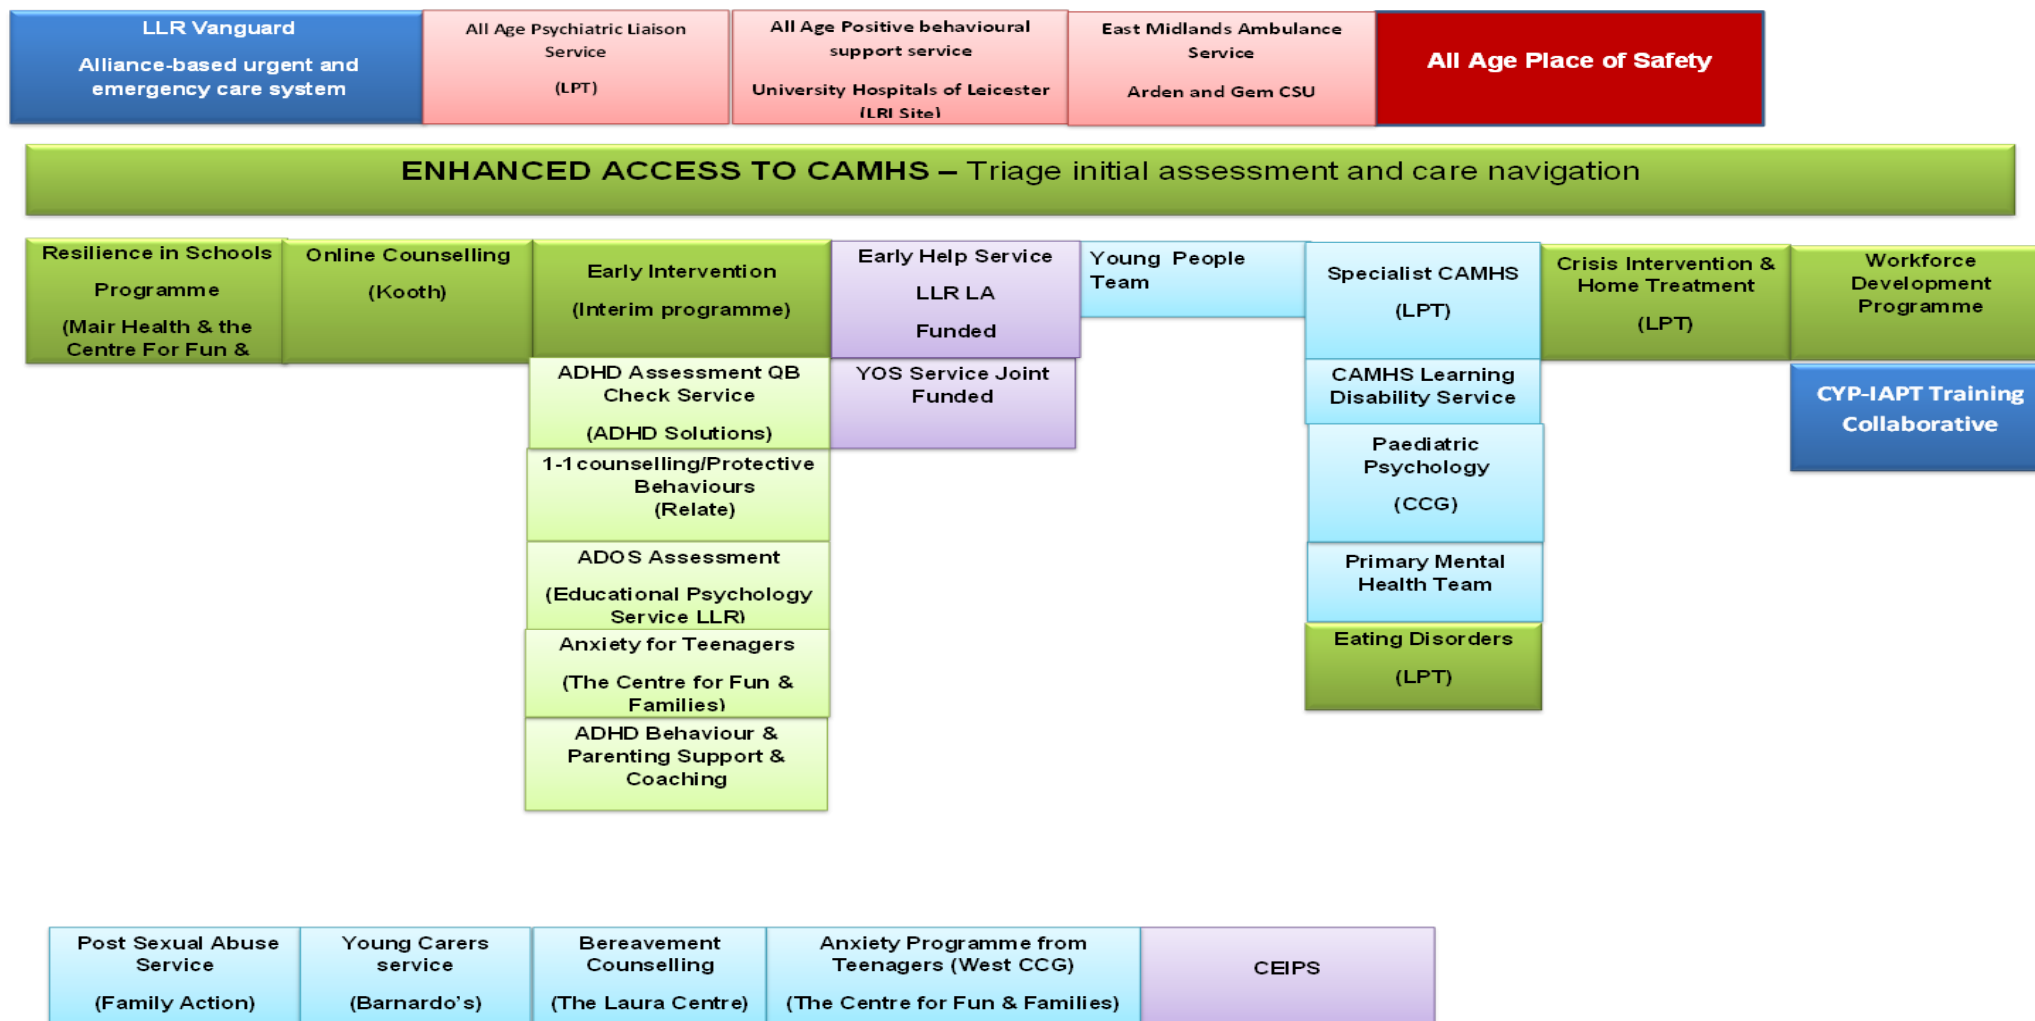 LLR Vanguard
Alliance-based urgent and
emergency care system
All Age Psychiatric Liaison
Service
(LPT)
All Age Positive behavioural
support service
University Hospitals of Leicester
(LRI Site)
East Midlands Ambulance
Service
Arden and Gem CSU
All Age Place of Safety
ENHANCED ACCESS TO CAMHS – Triage initial assessment and care navigation
Resilience in Schools
Programme
(Mair Health & the
Centre For Fun &
Online Counselling
(Kooth)
Early Intervention
(Interim programme)
ADHD Assessment QB
Check Service
(ADHD Solutions)
1-1 counselling/Protective
Behaviours
(Relate)
ADOS Assessment
(Educational Psychology
Service LLR)
Anxiety for Teenagers
(The Centre for Fun &
Families)
ADHD Behaviour &
Parenting Support &
Coaching
Early Help Service
LLR LA
Funded
YOS Service Joint
Funded
Young People
Team
Specialist CAMHS
(LPT)
CAMHS Learning
Disability Service
Paediatric
Psychology
(CCG)
Primary Mental
Health Team
Eating Disorders
(LPT)
Crisis Intervention &
Home Treatment
(LPT)
Workforce
Development
Programme
CYP-IAPT Training
Collaborative
Post Sexual Abuse
Service
(Family Action)
Young Carers
service
(Barnardo's)
Bereavement
Counselling
(The Laura Centre)
Anxiety Programme from
Teenagers (West CCG)
(The Centre for Fun & Families)
CEIPS